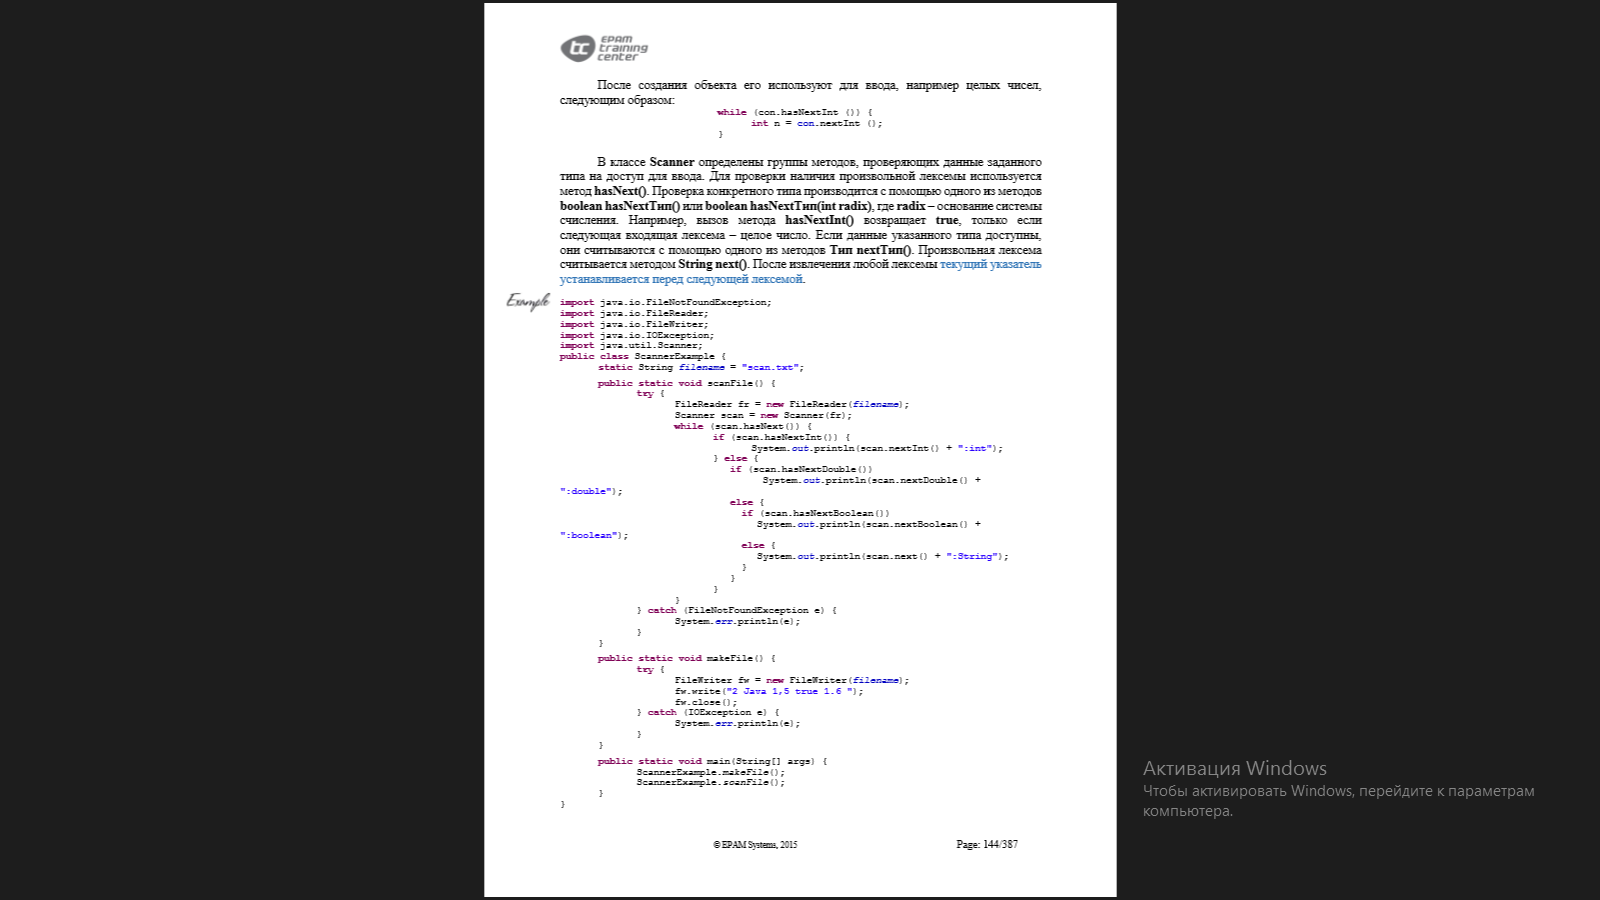 EPAM
training
center
После создания объекта его используют для ввода, например целых чисел,
следующим образом:
while (con.hasNextInt ()) {
int n = con.nextInt ();
}
В классе Scanner определены группы методов, проверяющих данные заданного
типа на доступ для ввода. Для проверки наличия произвольной лексемы используется
метод hasNext(). Проверка конкретного типа производится с помощью одного из методов
boolean hasNextТип() или boolean hasNextТип(int radix), где radix – основание системы
счисления. Например, вызов метода hasNextInt() возвращает true, только если
следующая входящая лексема – целое число. Если данные указанного типа доступны,
они считываются с помощью одного из методов Тип nextТип(). Произвольная лексема
считывается методом String next(). После извлечения любой лексемы текущий указатель
устанавливается перед следующей лексемой.
Example
import java.io.FileNotFoundException;
import java.io.FileReader;
import java.io.FileWriter;
import java.io.IOException;
import java.util.Scanner;
public class ScannerExample {
static String filename = "scan.txt";
public static void scanFile() {
try {
FileReader fr = new FileReader(filename);
Scanner scan = new Scanner(fr);
while (scan.hasNext()) {
if (scan.hasNextInt()) {
System.out.println(scan.nextInt() + ":int");
} else {
if (scan.hasNextDouble())
System.out.println(scan.nextDouble() +
":double");
else {
if (scan.hasNextBoolean())
System.out.println(scan.nextBoolean() +
":boolean");
else {
System.out.println(scan.next() + ":String");
}
}
}
}
} catch (FileNotFoundException e) {
System.err.println(e);
}
}
public static void makeFile() {
try {
FileWriter fw = new FileWriter(filename);
fw.write("2 Java 1,5 true 1.6 ");
fw.close();
} catch (IOException e) {
System.err.println(e);
}
}
public static void main(String[] args) {
ScannerExample.makeFile();
ScannerExample.scanFile();
}
}
© EPAM Systems, 2015
Page: 144/387
Активация Windows
Чтобы активировать Windows, перейдите к параметрам
компьютера.